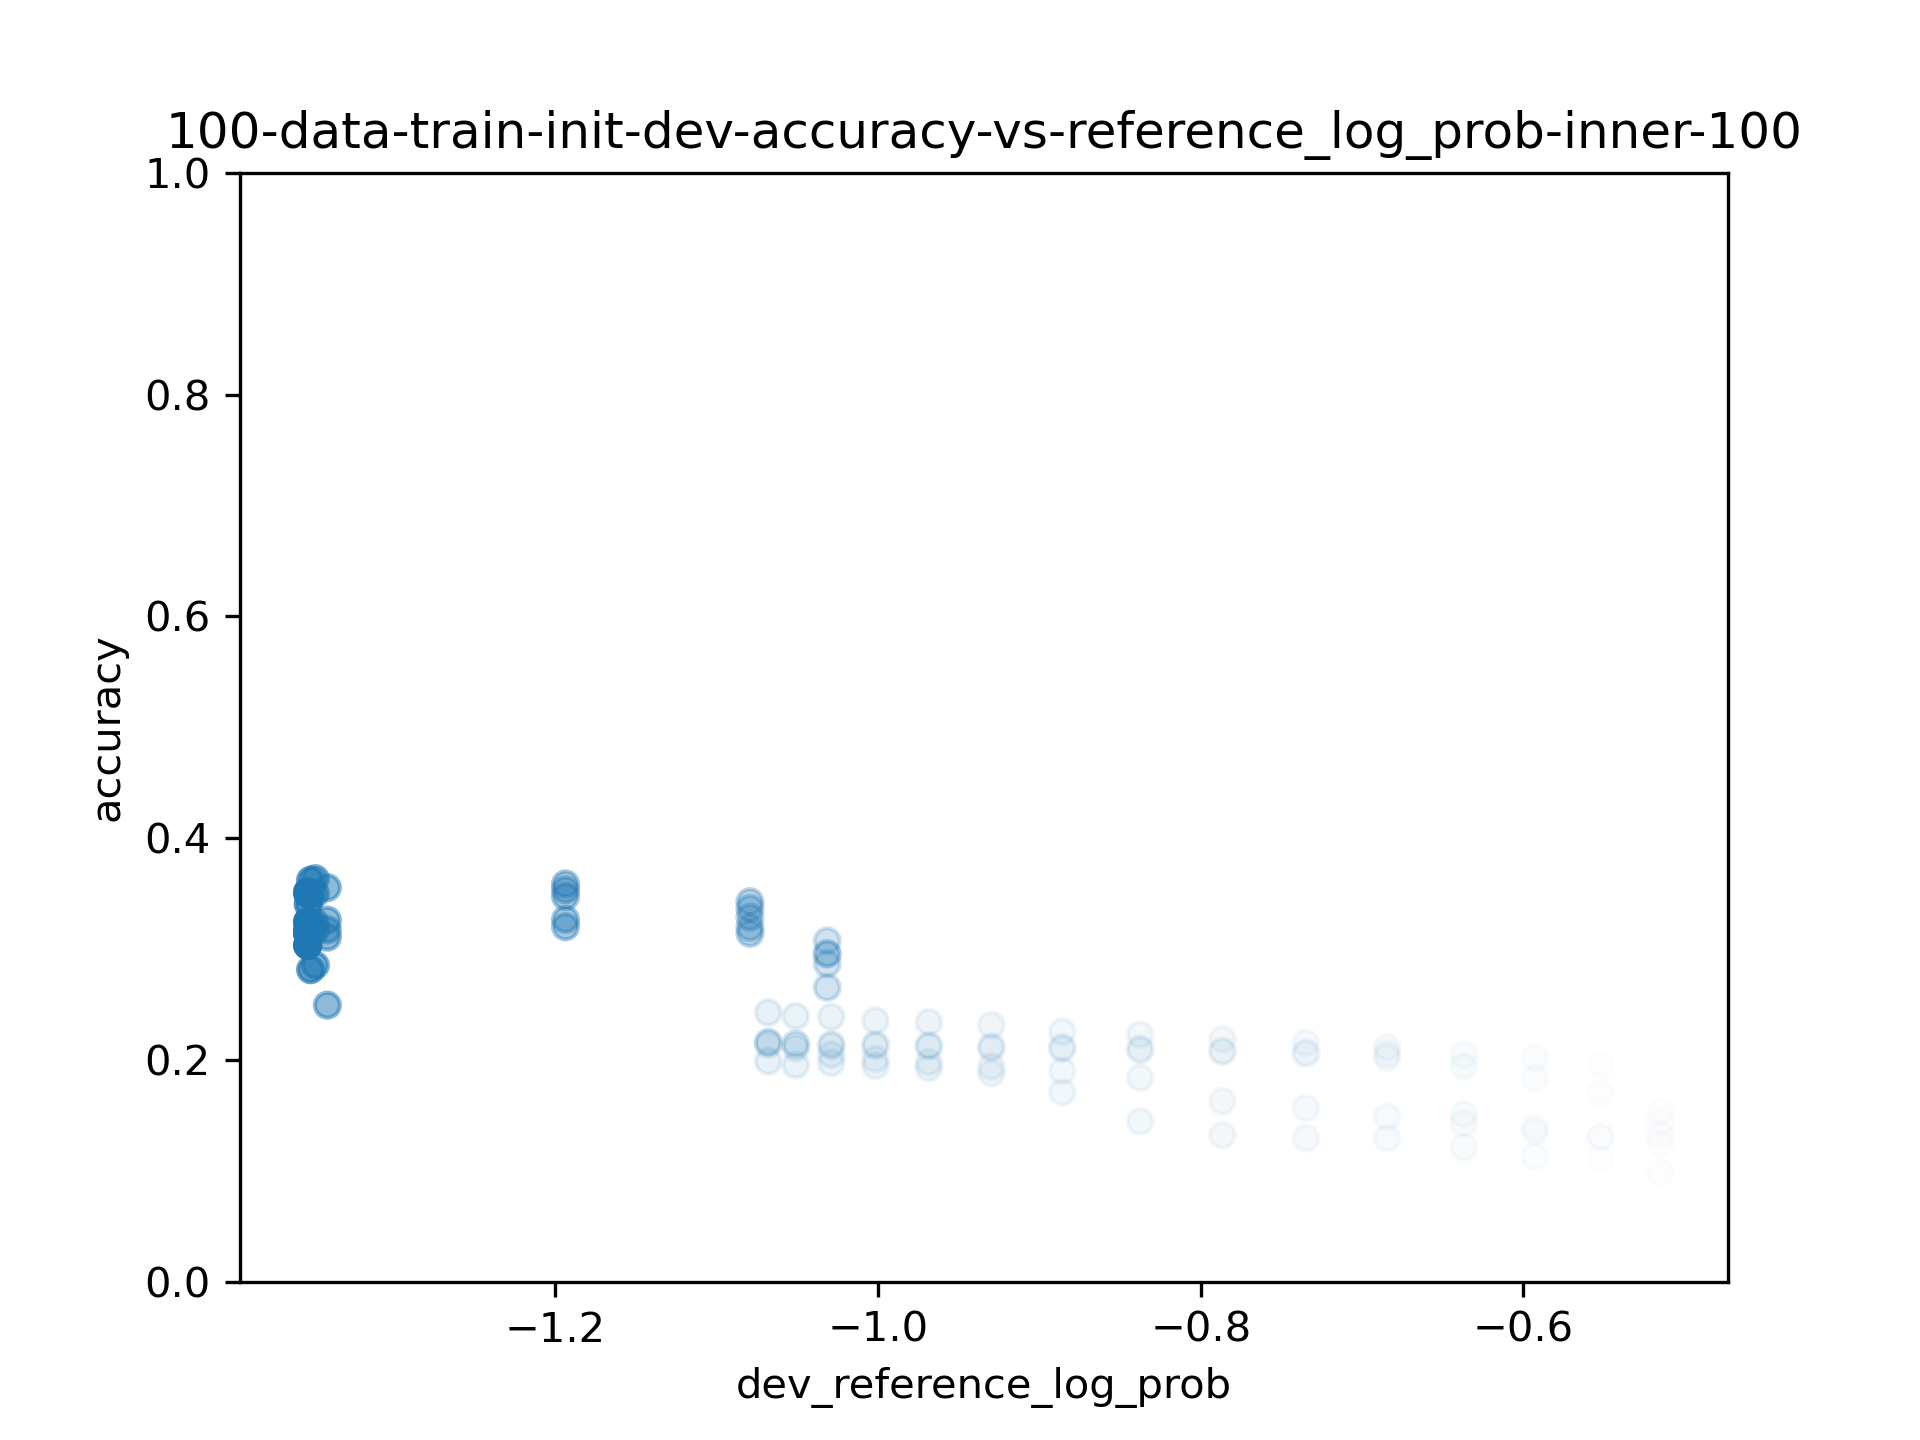 100-data-train-init-dev-accuracy-vs-reference_log_prob-inner-100
1.0
0.8
0.6
0.4
0.2
0.0
accuracy
−1.2 −1.0 −0.8 −0.6
dev_reference_log_prob